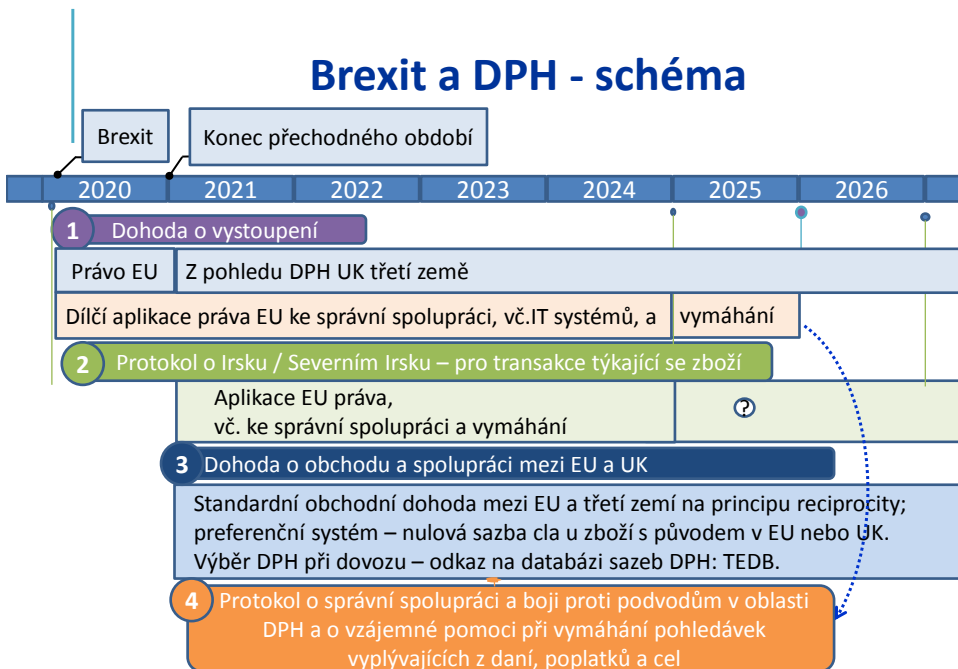 Brexit a DPH - schéma
Brexit
Konec přechodného období
2020 2021 2022 2023 2024 2025 2026
1 Dohoda o vystoupení
Právo EU
Z pohledu DPH UK třetí země
Dílčí aplikace práva EU ke správní spolupráci, vč.IT systémů, a
vymáhání
2 Protokol o Irsku / Severním Irsku – pro transakce týkající se zboží
Aplikace EU práva,
vč. ke správní spolupráci a vymáhání
?
3 Dohoda o obchodu a spolupráci mezi EU a UK
Standardní obchodní dohoda mezi EU a třetí zemí na principu reciprocity;
preferenční systém – nulová sazba cla u zboží s původem v EU nebo UK.
Výběr DPH při dovozu – odkaz na databázi sazeb DPH: TEDB.
4 Protokol o správní spolupráci a boji proti podvodům v oblasti
DPH a o vzájemné pomoci při vymáhání pohledávek
vyplývajících z daní, poplatků a cel